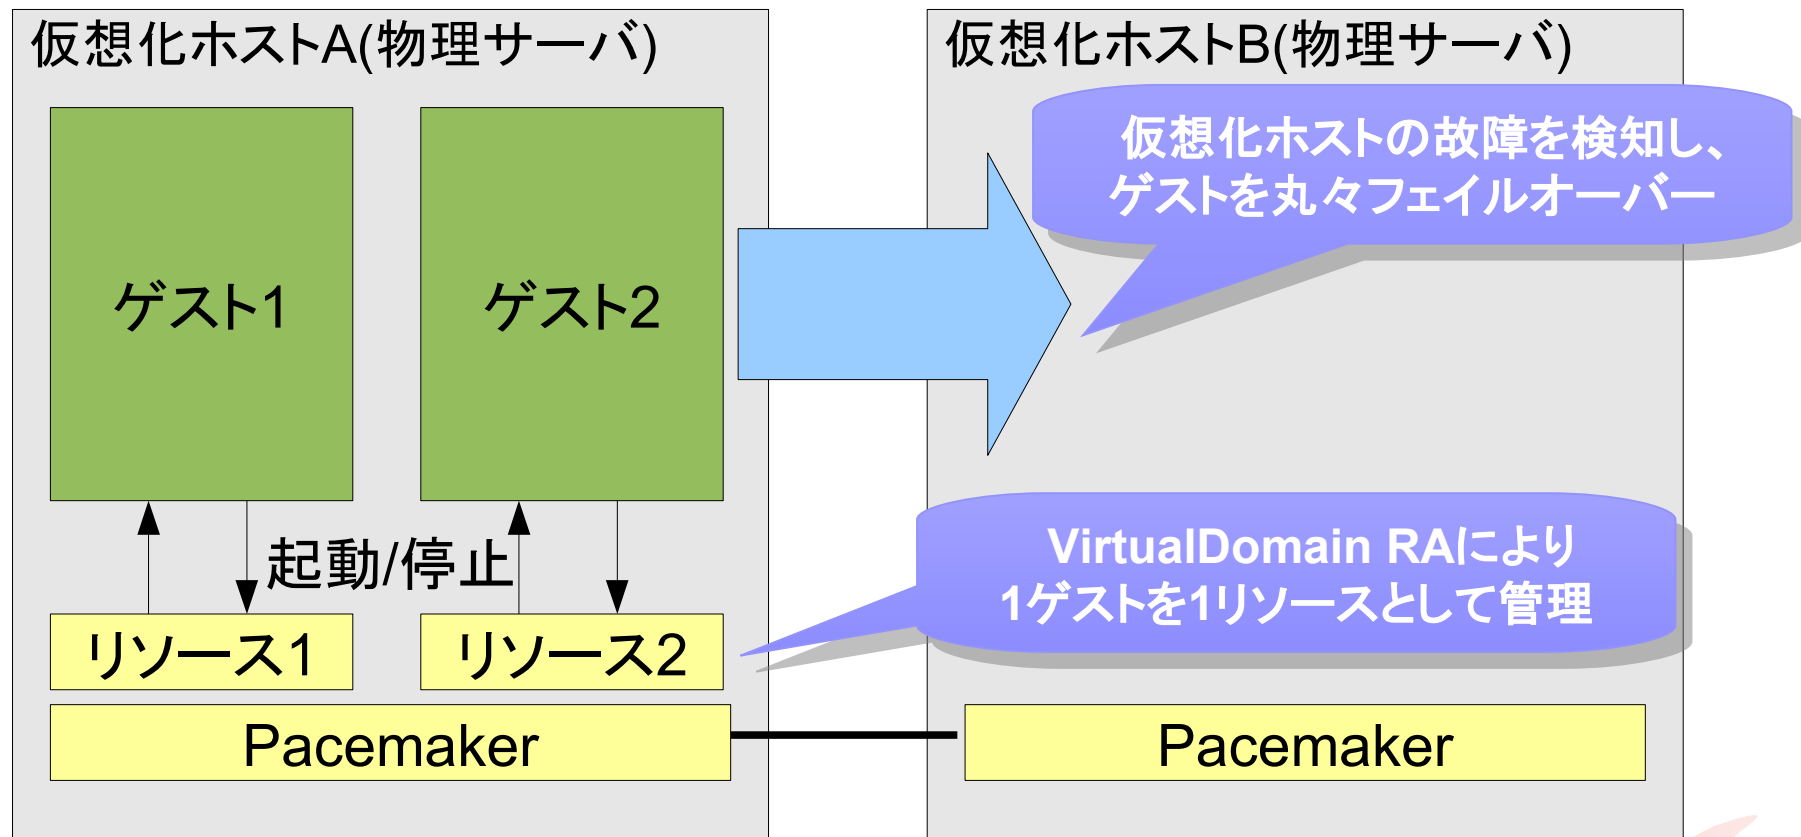 仮想化ホストA(物理サーバ)
仮想化ホストB(物理サーバ)
仮想化ホストの故障を検知し、
ゲストを丸々フェイルオーバー
ゲスト1
ゲスト2
起動/停止
VirtualDomain RAにより
1ゲストを1リソースとして管理
リソース1
リソース2
Pacemaker
Pacemaker